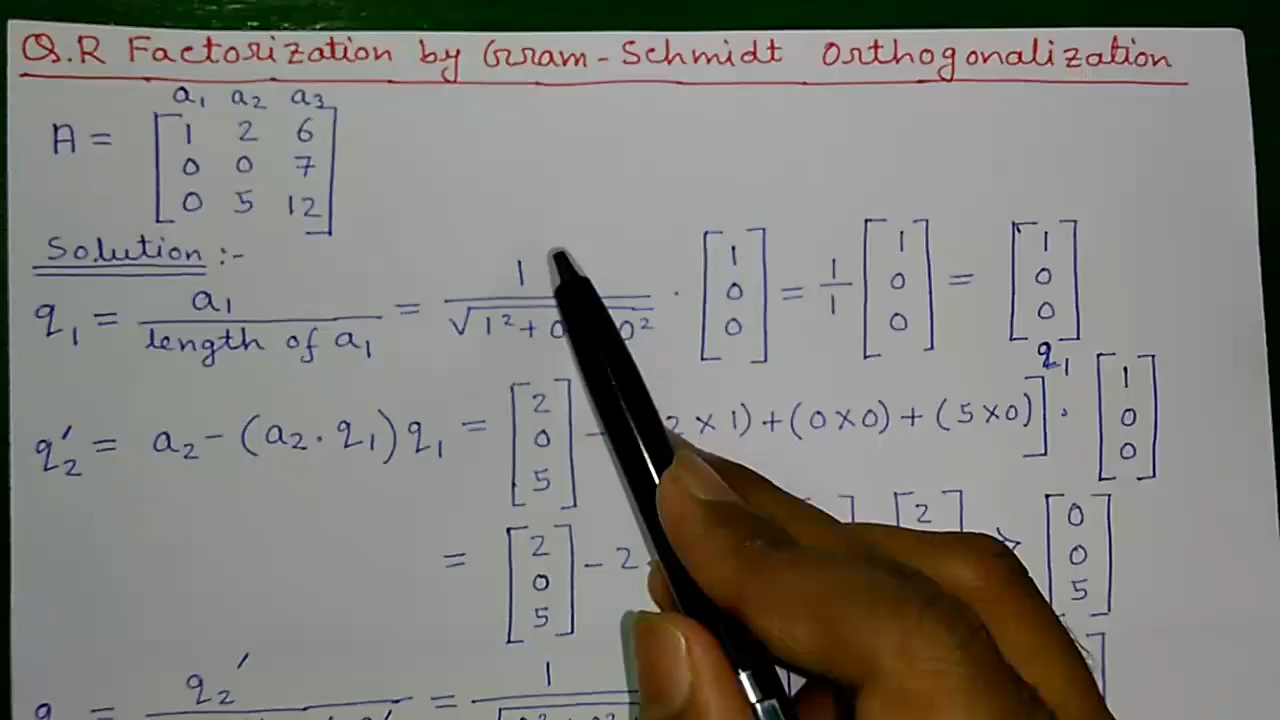 Q.R Factorization by Gram-Schmidt Orthogonalization
a₁ a₂ a₃
A = [1 2 6
0 0 7
0 5 12]
Solution :-
q₁ = a₁ / length of a₁ = 1 / √1²+0 0² · [1 0 0] = 1/1 [1 0 0] = [1 0 0]
q₁
q₂′ = a₂ - (a₂ · q₁) q₁ = [2 0 5] - 2 × 1) + (0 × 0) + (5 × 0)] · [1 0 0]
= [2 0 5] - 2 [2 [0 0 5]
q₂′ = 1